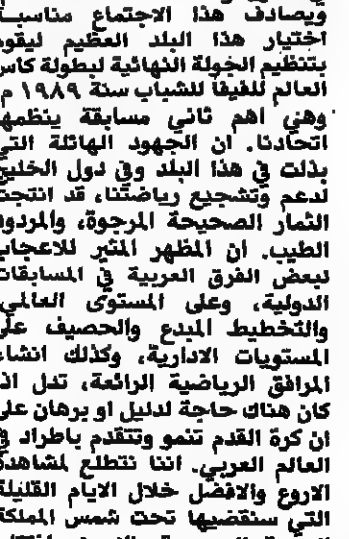 ويصادف هذا الاجتماع مناسبة
اختيار هذا البلد العظيم ليقوم
بتنظيم الجولة النهائية لبطولة كاس
العالم للفيفا للشباب سنة ١٩٨٩ م
وهي اهم ثاني مسابقة ينظمها
اتحادنا. ان الجهود الهائلة التي
بذلت في هذا البلد وفي دول الخليج
لدعم وتشجيع رياضتنا، قد انتجت
الثمار الصحيحة المرجوة، والمردود
الطيب. ان المظهر المثير للاعجاب
لبعض الفرق العربية في المسابقات
الدولية، وعلى المستوى العالمي،
والتخطيط المبدع والحصيف على
المستويات الادارية، وكذلك انشاء
المرافق الرياضية الرائعة، تدل اذا
كان هناك حاجة لدليل او برهان على
ان كرة القدم تنمو وتتقدم باطراد في
العالم العربي. اننا نتطلع لمشاهدة
الاروع والافضل خلال الايام القليلة
التي سنقضيها تحت شمس المملكة